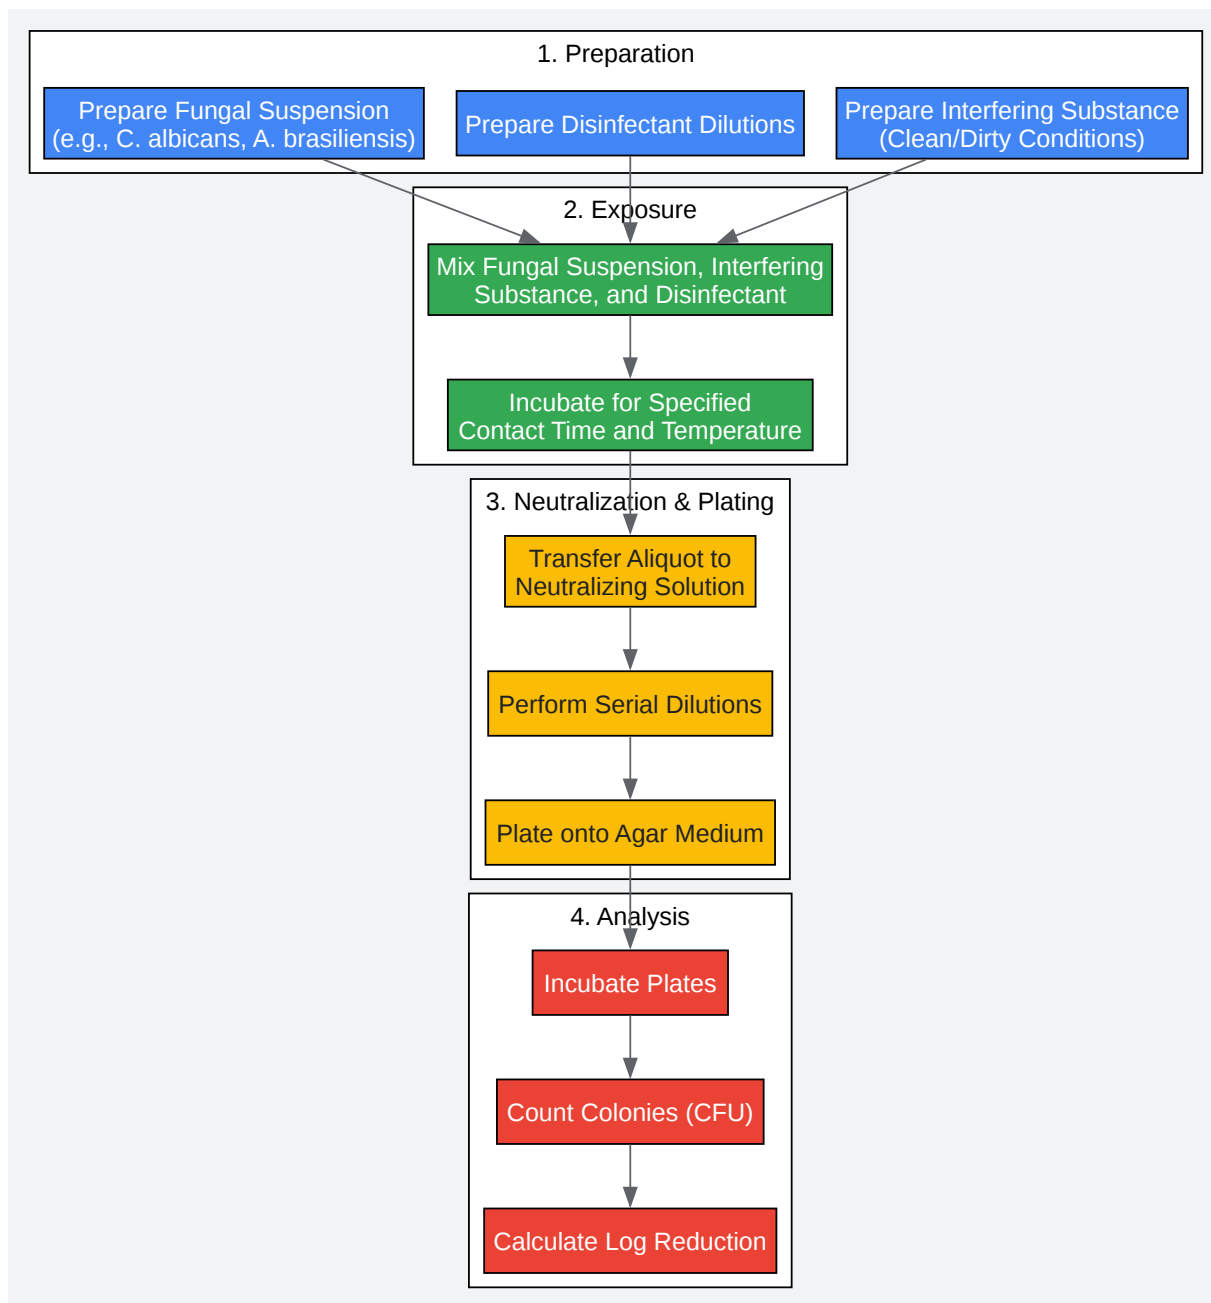 1. Preparation
Prepare Fungal Suspension
(e.g., C. albicans, A. brasiliensis)
Prepare Disinfectant Dilutions
Prepare Interfering Substance
(Clean/Dirty Conditions)
2. Exposure
Mix Fungal Suspension, Interfering
Substance, and Disinfectant
Incubate for Specified
Contact Time and Temperature
3. Neutralization & Plating
Transfer Aliquot to
Neutralizing Solution
Perform Serial Dilutions
Plate onto Agar Medium
4. Analysis
Incubate Plates
Count Colonies (CFU)
Calculate Log Reduction